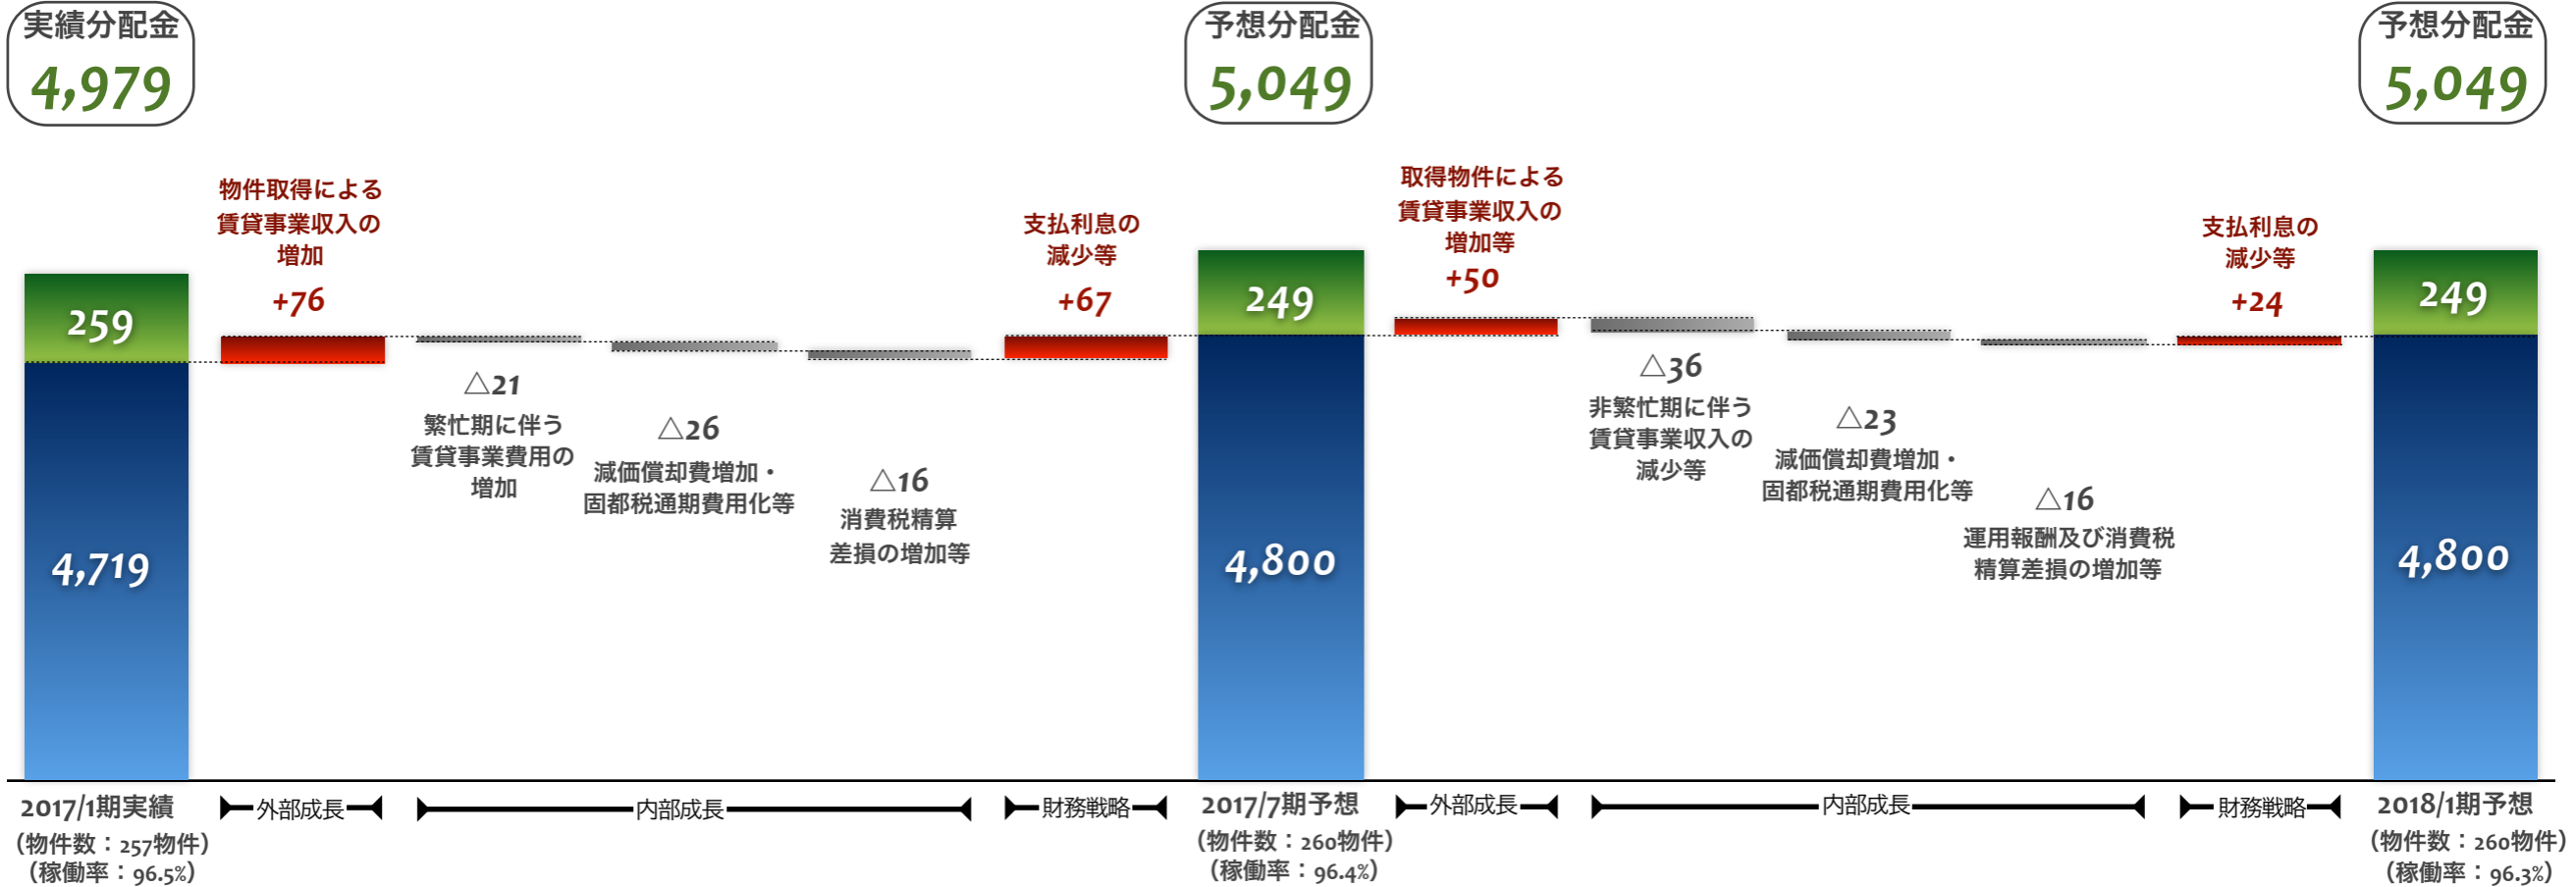 実績分配金
4,979
予想分配金
5,049
予想分配金
5,049
物件取得による
賃貸事業収入の
増加
+76
支払利息の
減少等
+67
取得物件による
賃貸事業収入の
増加等
+50
支払利息の
減少等
+24
259
249
249
△21
繁忙期に伴う
賃貸事業費用の
増加
△26
減価償却費増加・
固都税通期費用化等
△16
消費税精算
差損の増加等
△36
非繁忙期に伴う
賃貸事業収入の
減少等
△23
減価償却費増加・
固都税通期費用化等
△16
運用報酬及び消費税
精算差損の増加等
4,719
4,800
4,800
2017/1期実績
（物件数：257物件）
（稼働率：96.5%）
外部成長
内部成長
財務戦略
2017/7期予想
（物件数：260物件）
（稼働率：96.4%）
外部成長
内部成長
財務戦略
2018/1期予想
（物件数：260物件）
（稼働率：96.3%）